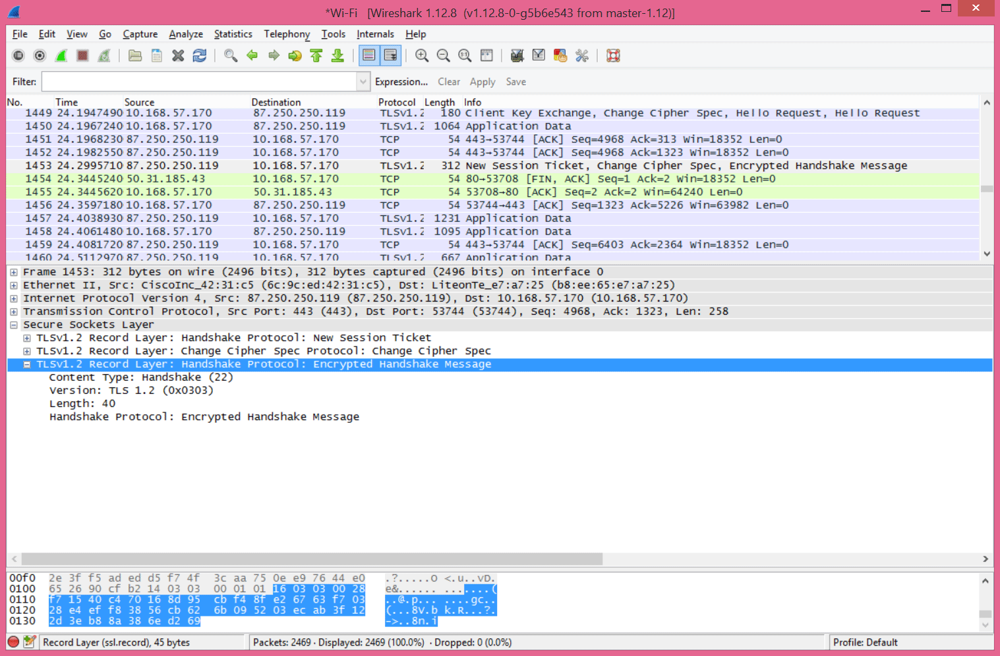 *Wi-Fi [Wireshark 1.12.8 (v1.12.8-0-g5b6e543 from master-1.12)]
File Edit View Go Capture Analyze Statistics Telephony Tools Internals Help
Filter: Expression... Clear Apply Save
No. Time Source Destination Protocol Length Info
1449 24.1947490 10.168.57.170 87.250.250.119 TLSv1.2 180 Client Key Exchange, Change Cipher Spec, Hello Request, Hello Request
1450 24.1967240 10.168.57.170 87.250.250.119 TLSv1.2 1064 Application Data
1451 24.1968230 87.250.250.119 10.168.57.170 TCP 54 443→53744 [ACK] Seq=4968 Ack=313 Win=18352 Len=0
1452 24.1982550 87.250.250.119 10.168.57.170 TCP 54 443→53744 [ACK] Seq=4968 Ack=1323 Win=18352 Len=0
1453 24.2995710 87.250.250.119 10.168.57.170 TLSv1.2 312 New Session Ticket, Change Cipher Spec, Encrypted Handshake Message
1454 24.3445240 50.31.185.43 10.168.57.170 TCP 54 80→53708 [FIN, ACK] Seq=1 Ack=2 Win=18352 Len=0
1455 24.3445620 10.168.57.170 50.31.185.43 TCP 54 53708→80 [ACK] Seq=2 Ack=2 Win=64240 Len=0
1456 24.3597180 10.168.57.170 87.250.250.119 TCP 54 53744→443 [ACK] Seq=1323 Ack=5226 Win=63982 Len=0
1457 24.4038930 87.250.250.119 10.168.57.170 TLSv1.2 1231 Application Data
1458 24.4061480 10.168.57.170 87.250.250.119 TLSv1.2 1095 Application Data
1459 24.4081720 87.250.250.119 10.168.57.170 TCP 54 443→53744 [ACK] Seq=6403 Ack=2364 Win=18352 Len=0
1460 24.5112970 87.250.250.119 10.168.57.170 TLSv1.2 667 Application Data
Frame 1453: 312 bytes on wire (2496 bits), 312 bytes captured (2496 bits) on interface 0
Ethernet II, Src: CiscoInc_42:31:c5 (6c:9c:ed:42:31:c5), Dst: LiteonTe_e7:a7:25 (b8:ee:65:e7:a7:25)
Internet Protocol Version 4, Src: 87.250.250.119 (87.250.250.119), Dst: 10.168.57.170 (10.168.57.170)
Transmission Control Protocol, Src Port: 443 (443), Dst Port: 53744 (53744), Seq: 4968, Ack: 1323, Len: 258
Secure Sockets Layer
TLSv1.2 Record Layer: Handshake Protocol: New Session Ticket
TLSv1.2 Record Layer: Change Cipher Spec Protocol: Change Cipher Spec
TLSv1.2 Record Layer: Handshake Protocol: Encrypted Handshake Message
Content Type: Handshake (22)
Version: TLS 1.2 (0x0303)
Length: 40
Handshake Protocol: Encrypted Handshake Message
00f0 2e 3f f5 ad ed d5 f7 4f 3c aa 75 0e e9 76 44 e0 .?.....O <.u..vD.
0100 65 26 90 cf b2 14 03 03 00 01 01 16 03 03 00 28 e&...... .......(
0110 f7 15 40 c4 70 16 8d 95 cb f4 8f e2 67 63 f7 03 ..@.p... ....gc..
0120 28 e4 ef f8 38 56 cb 62 6b 09 52 03 ec ab 3f 12 (...8V.b k.R...?.
0130 2d 3e b8 8a 38 6e d2 69 ->..8n.i
Record Layer (ssl.record), 45 bytes Packets: 2469 · Displayed: 2469 (100.0%) · Dropped: 0 (0.0%) Profile: Default